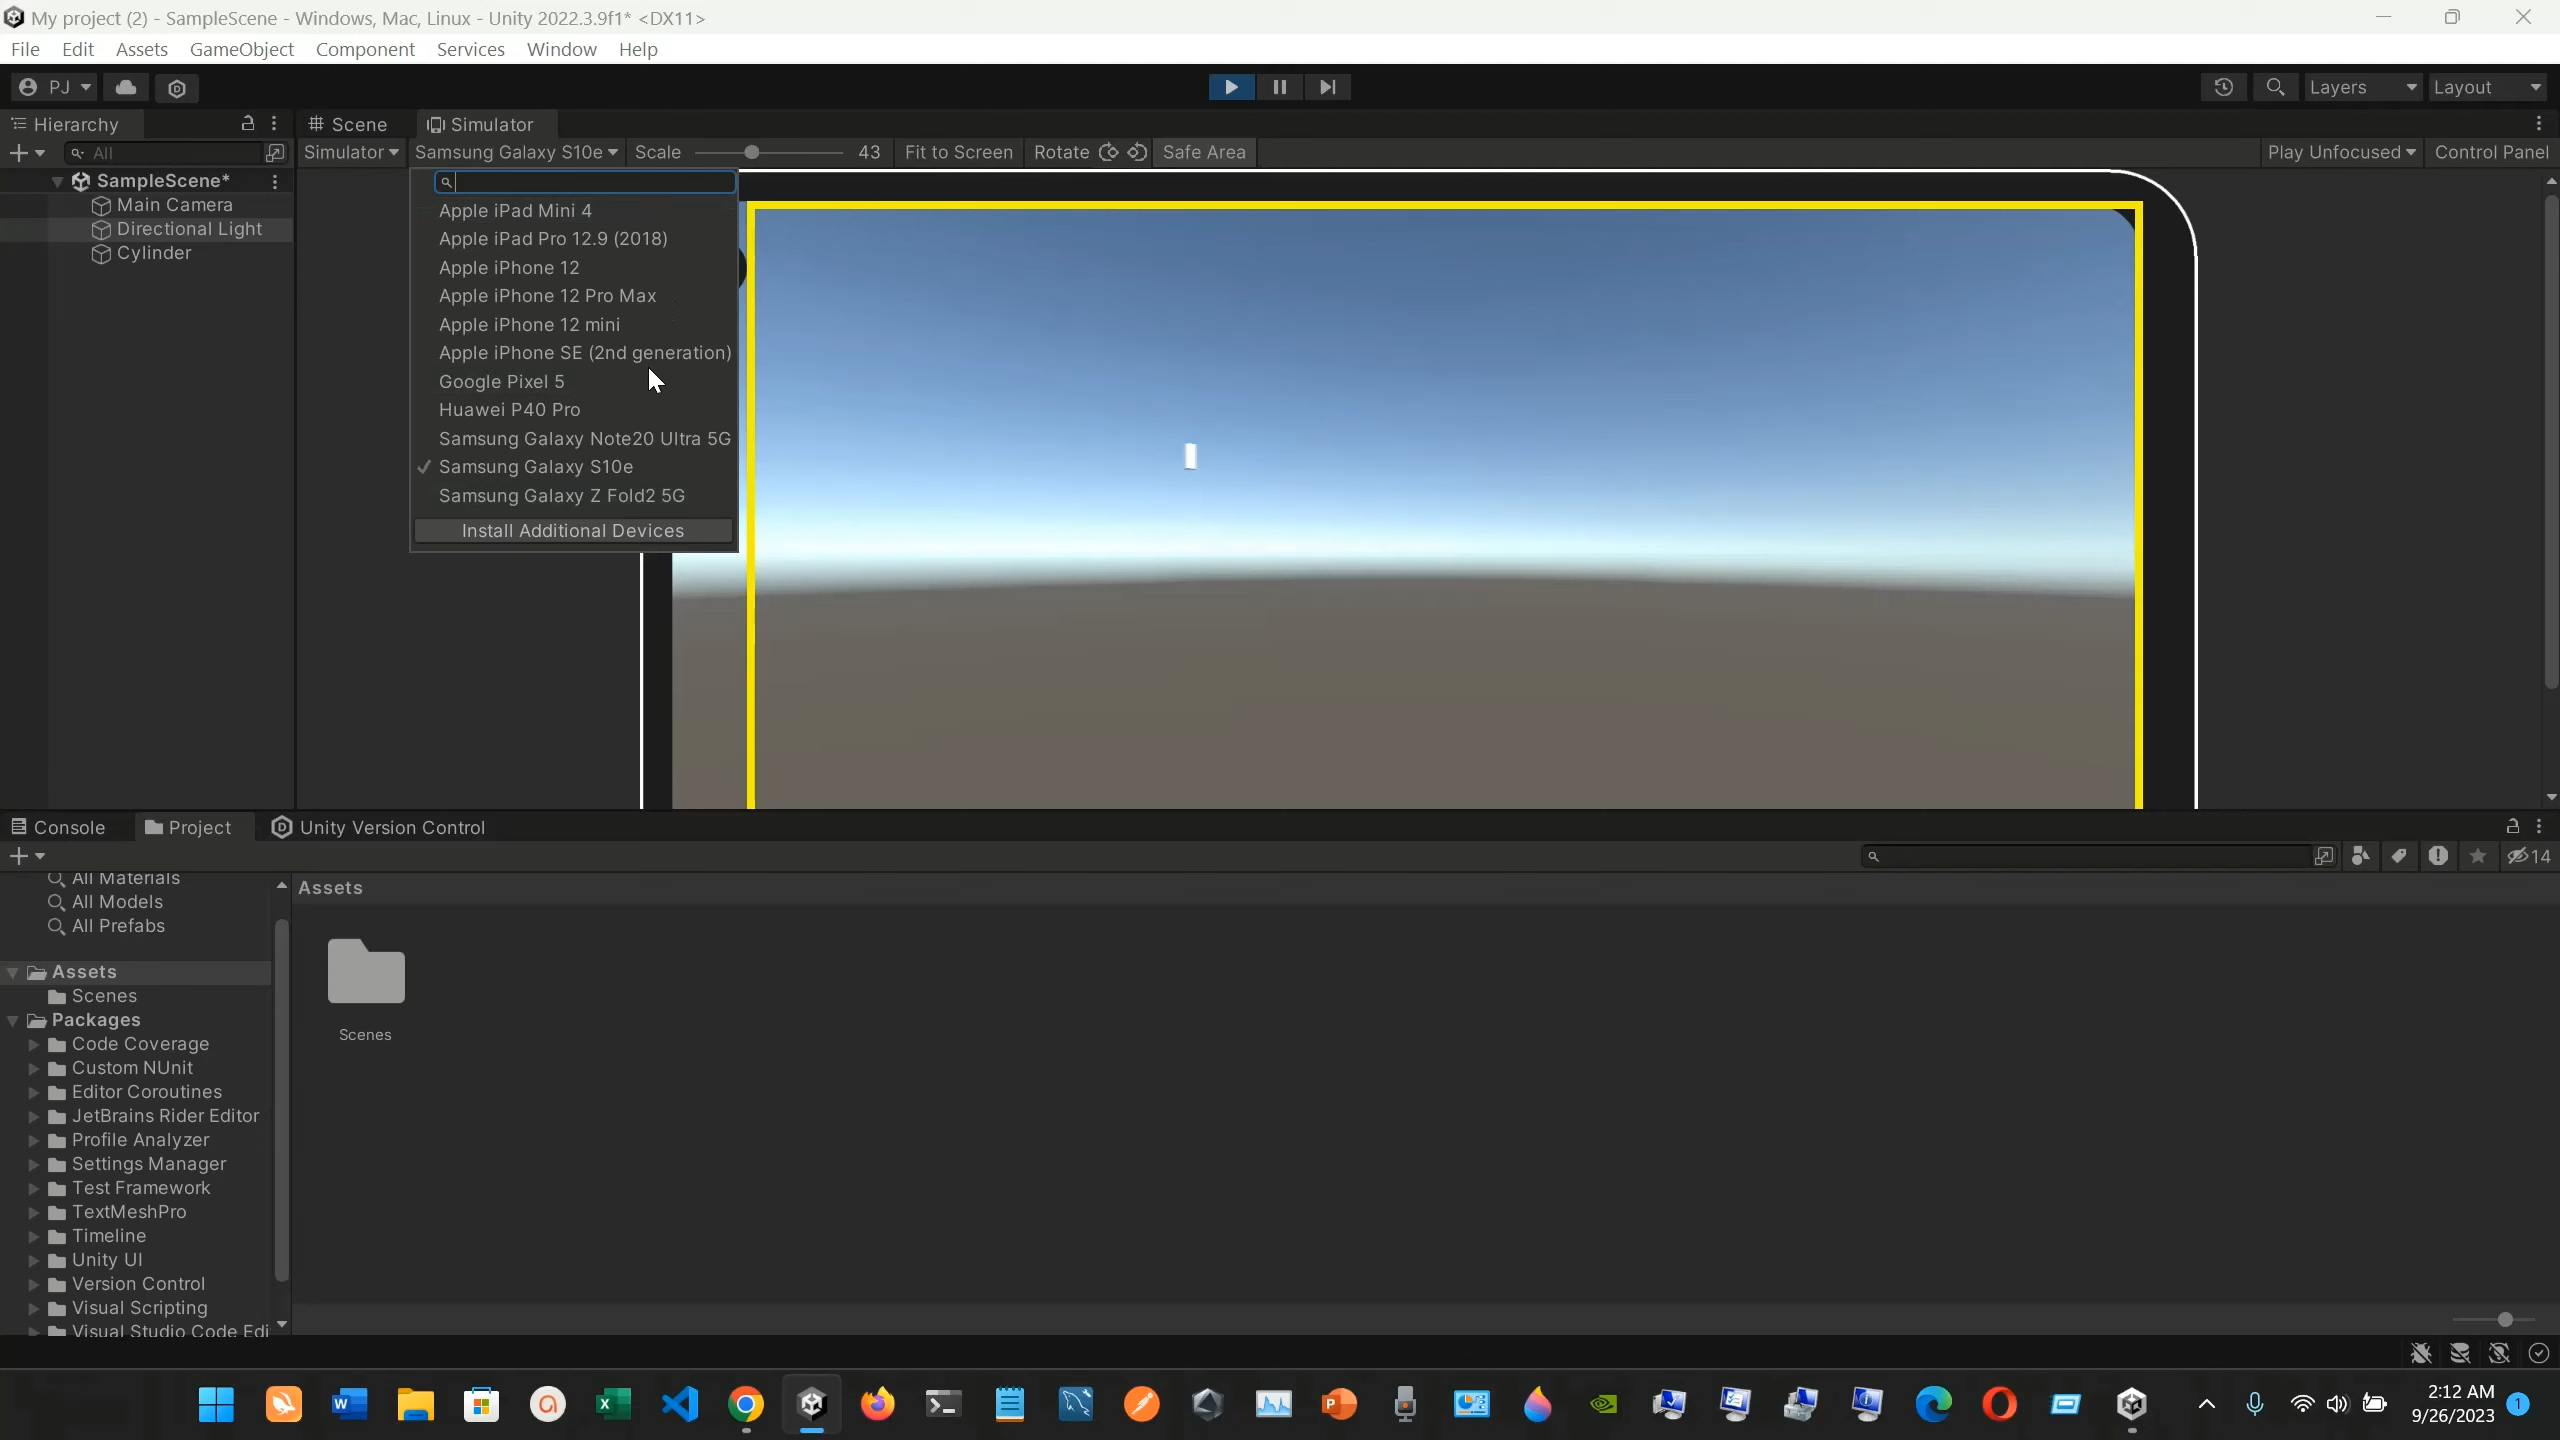 My project (2) - SampleScene - Windows, Mac, Linux - Unity 2022.3.9f1* <DX11>
File Edit Assets GameObject Component Services Window Help
PJ Layers Layout
Hierarchy Scene Simulator
All Simulator Samsung Galaxy S10e Scale 43 Fit to Screen Rotate Safe Area Play Unfocused Control Panel
SampleScene*
Main Camera
Directional Light
Cylinder
Apple iPad Mini 4
Apple iPad Pro 12.9 (2018)
Apple iPhone 12
Apple iPhone 12 Pro Max
Apple iPhone 12 mini
Apple iPhone SE (2nd generation)
Google Pixel 5
Huawei P40 Pro
Samsung Galaxy Note20 Ultra 5G
Samsung Galaxy S10e
Samsung Galaxy Z Fold2 5G
Install Additional Devices
Console Project Unity Version Control
14
All Materials
All Models
All Prefabs
Assets
Scenes
Packages
Code Coverage
Custom NUnit
Editor Coroutines
JetBrains Rider Editor
Profile Analyzer
Settings Manager
Test Framework
TextMeshPro
Timeline
Unity UI
Version Control
Visual Scripting
Visual Studio Code Edi
Assets
Scenes
2:12 AM
9/26/2023
1